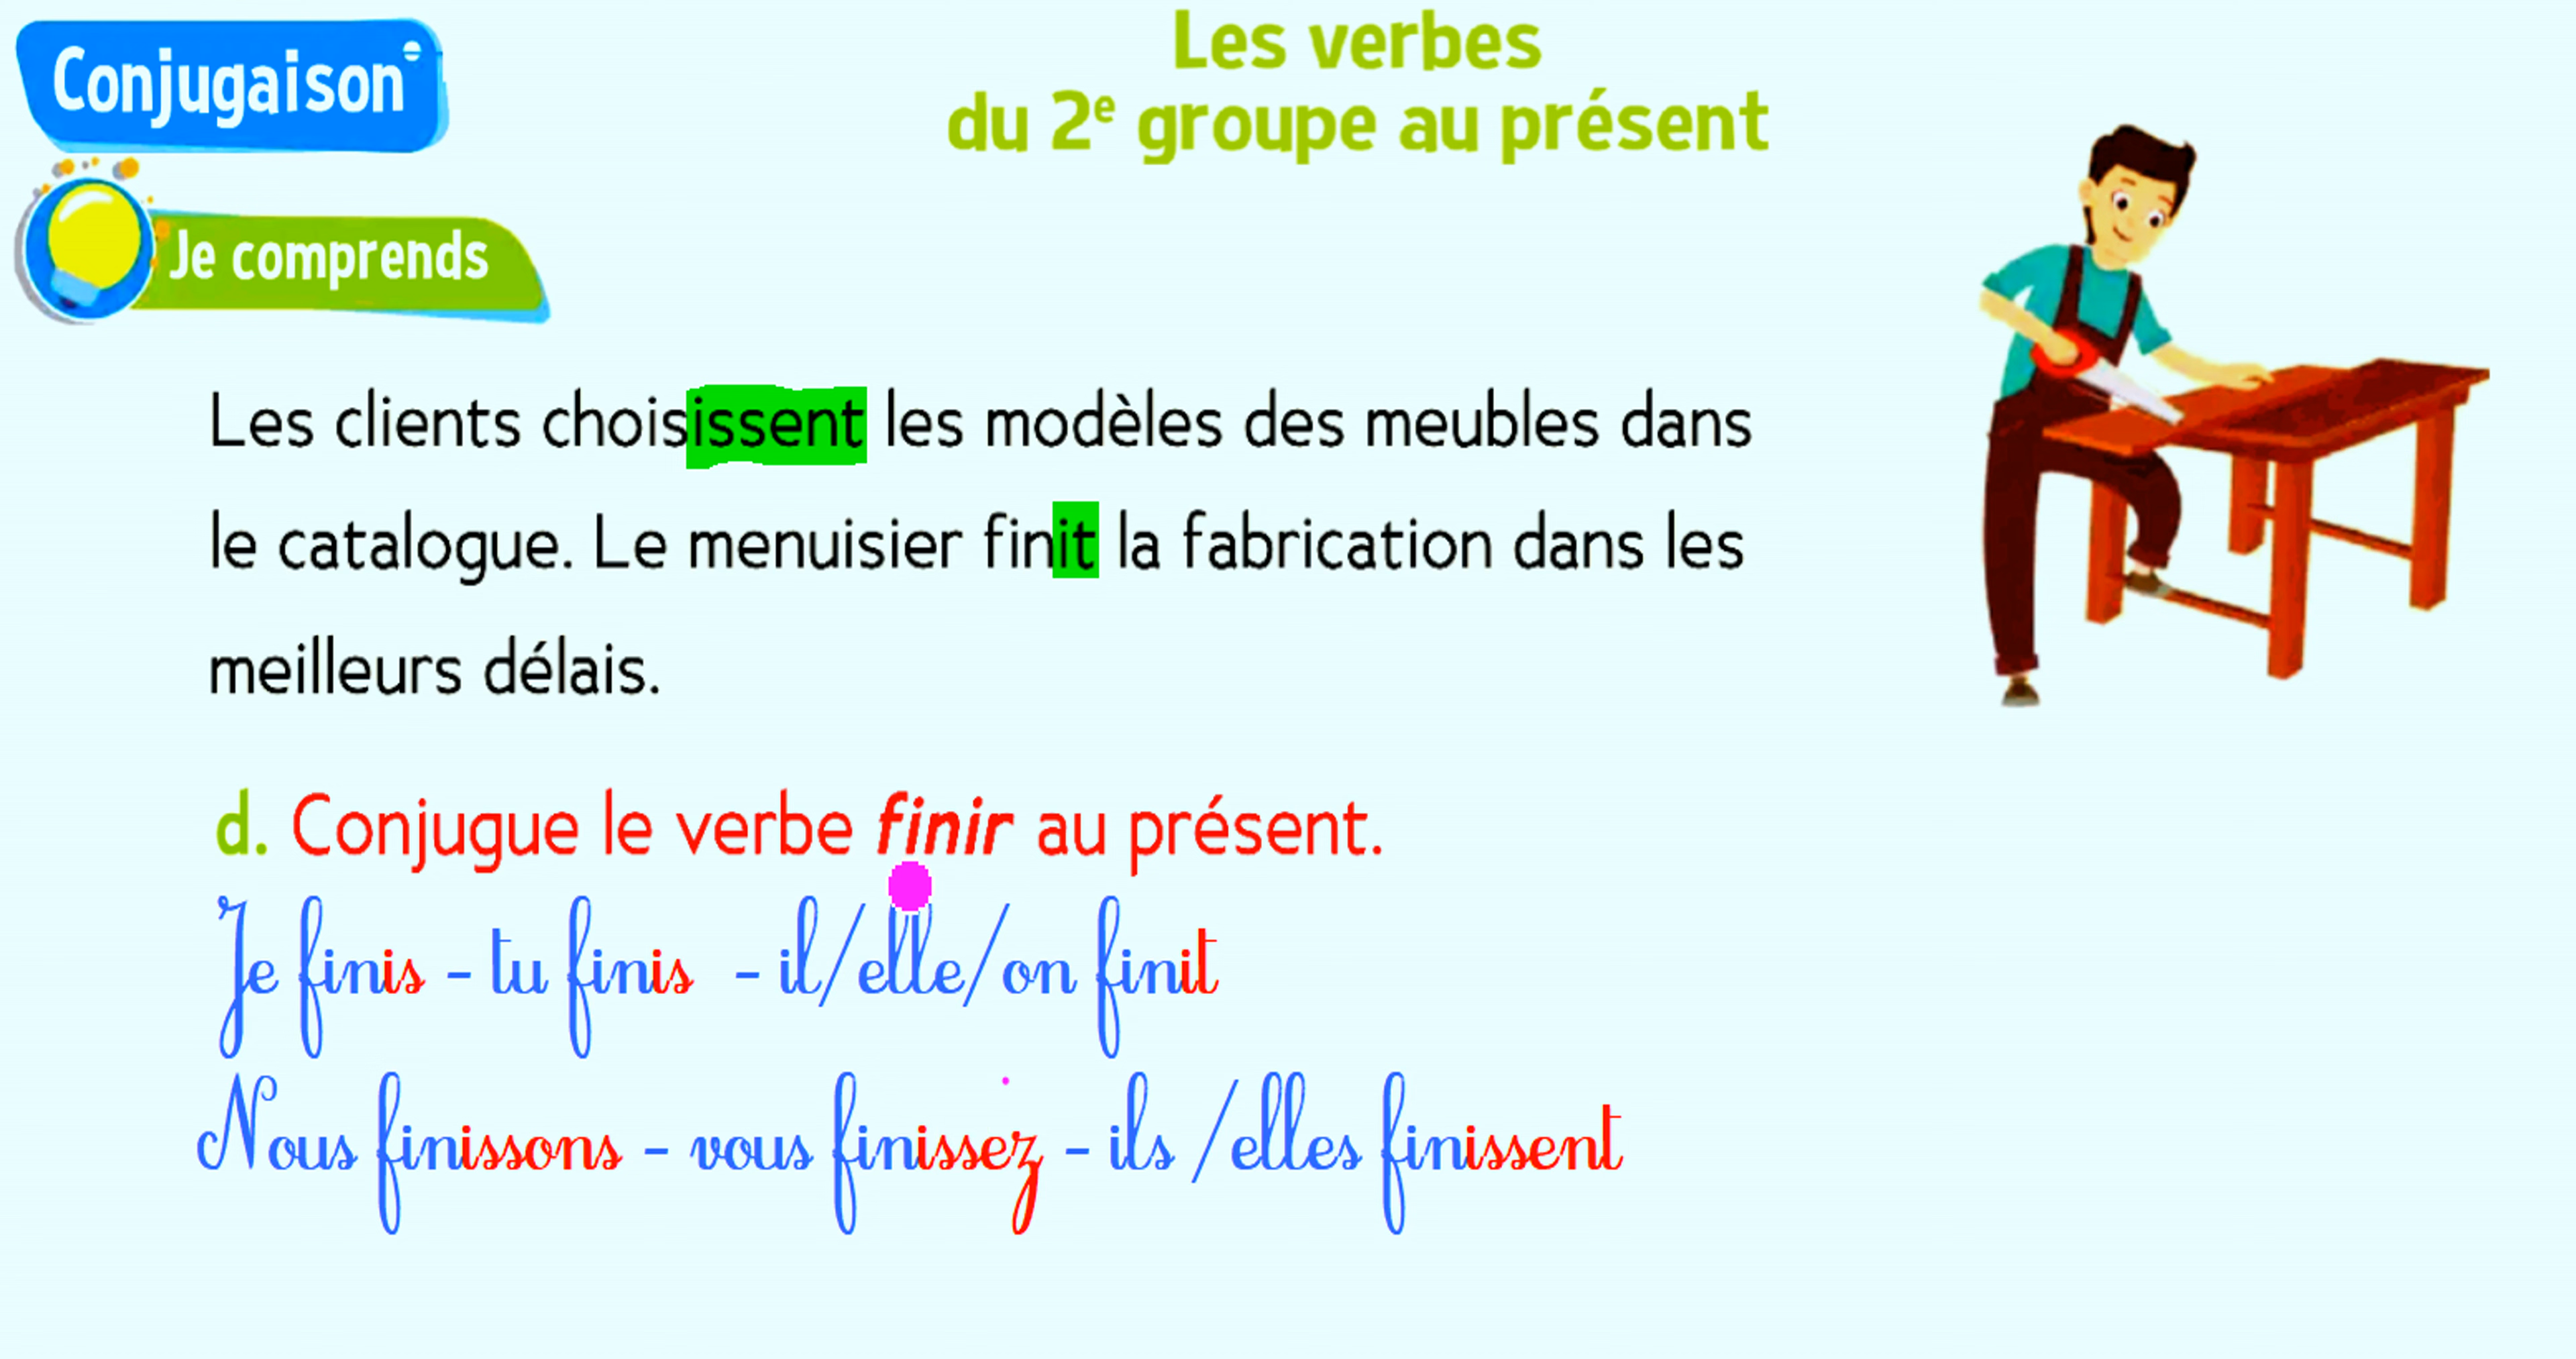 Conjugaison
Les verbes
du 2e groupe au présent
Je comprends
Les clients choisissent les modèles des meubles dans
le catalogue. Le menuisier finit la fabrication dans les
meilleurs délais.
d. Conjugue le verbe finir au présent.
Je finis - tu finis - il/elle/on finit
Nous finissons - vous finissez - ils /elles finissent